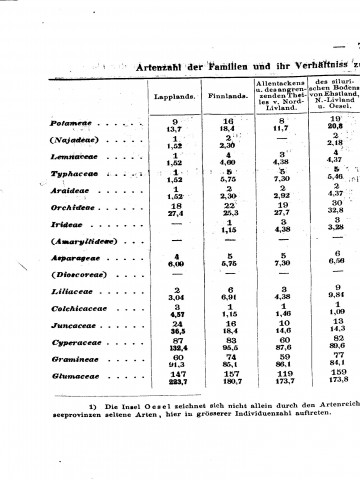 — 7
Artenzahl der Familien und ihr Verhältniss z
Lapplands. Finnlands. Allentackens u. des angrenzenden Theiles v. Nord-Livland. des silurischen Bodens von Ehstland, N.-Livland u. Oesel.
Potameae . . . . . . 9 16 8 19
13,7 18,4 11,7 20,8
(Najadeae) . . . . . 1 2 — 2
1,52 2,30 2,18
Lemnaceae . . . . . 1 4 3 4
1,52 4,60 4,38 4,37
Typhaceae . . . . . 1 5 5 5
1,52 5,75 7,30 5,46
Araideae . . . . . . 1 2 2 2
1,52 2,30 2,92 4,37
Orchideae . . . . . . 18 22 19 30
27,4 25,3 27,7 32,8
Irideae . . . . . . — 1 3 3
1,15 4,38 3,28
(Amaryllideae) . . . — — — —
Asparageae . . . . . 4 5 5 6
6,09 5,75 7,30 6,56
(Dioscoreae) . . . . — — — —
Liliaceae . . . . . . 2 6 3 9
3,04 6,91 4,38 9,84
Colchicaceae . . . . 3 1 1 1
4,57 1,15 1,46 1,09
Juncaceae . . . . . 24 16 10 13
36,5 18,4 14,6 14,3
Cyperaceae . . . . . 87 83 60 82
132,4 95,5 87,6 89,6
Gramineae . . . . . 60 74 59 77
91,3 85,1 86,1 84,1
Glumaceae . . . . . 147 157 119 159
223,7 180,7 173,7 173,8
1) Die Insel Oesel zeichnet sich nicht allein durch den Artenreich
seeprovinzen seltene Arten, hier in grösserer Individuenzahl auftreten.